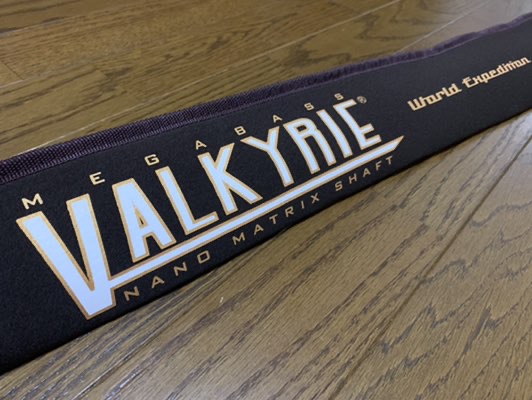 MEGABASS
VALKYRIE®
NANO MATRIX SHAFT
World Expedition